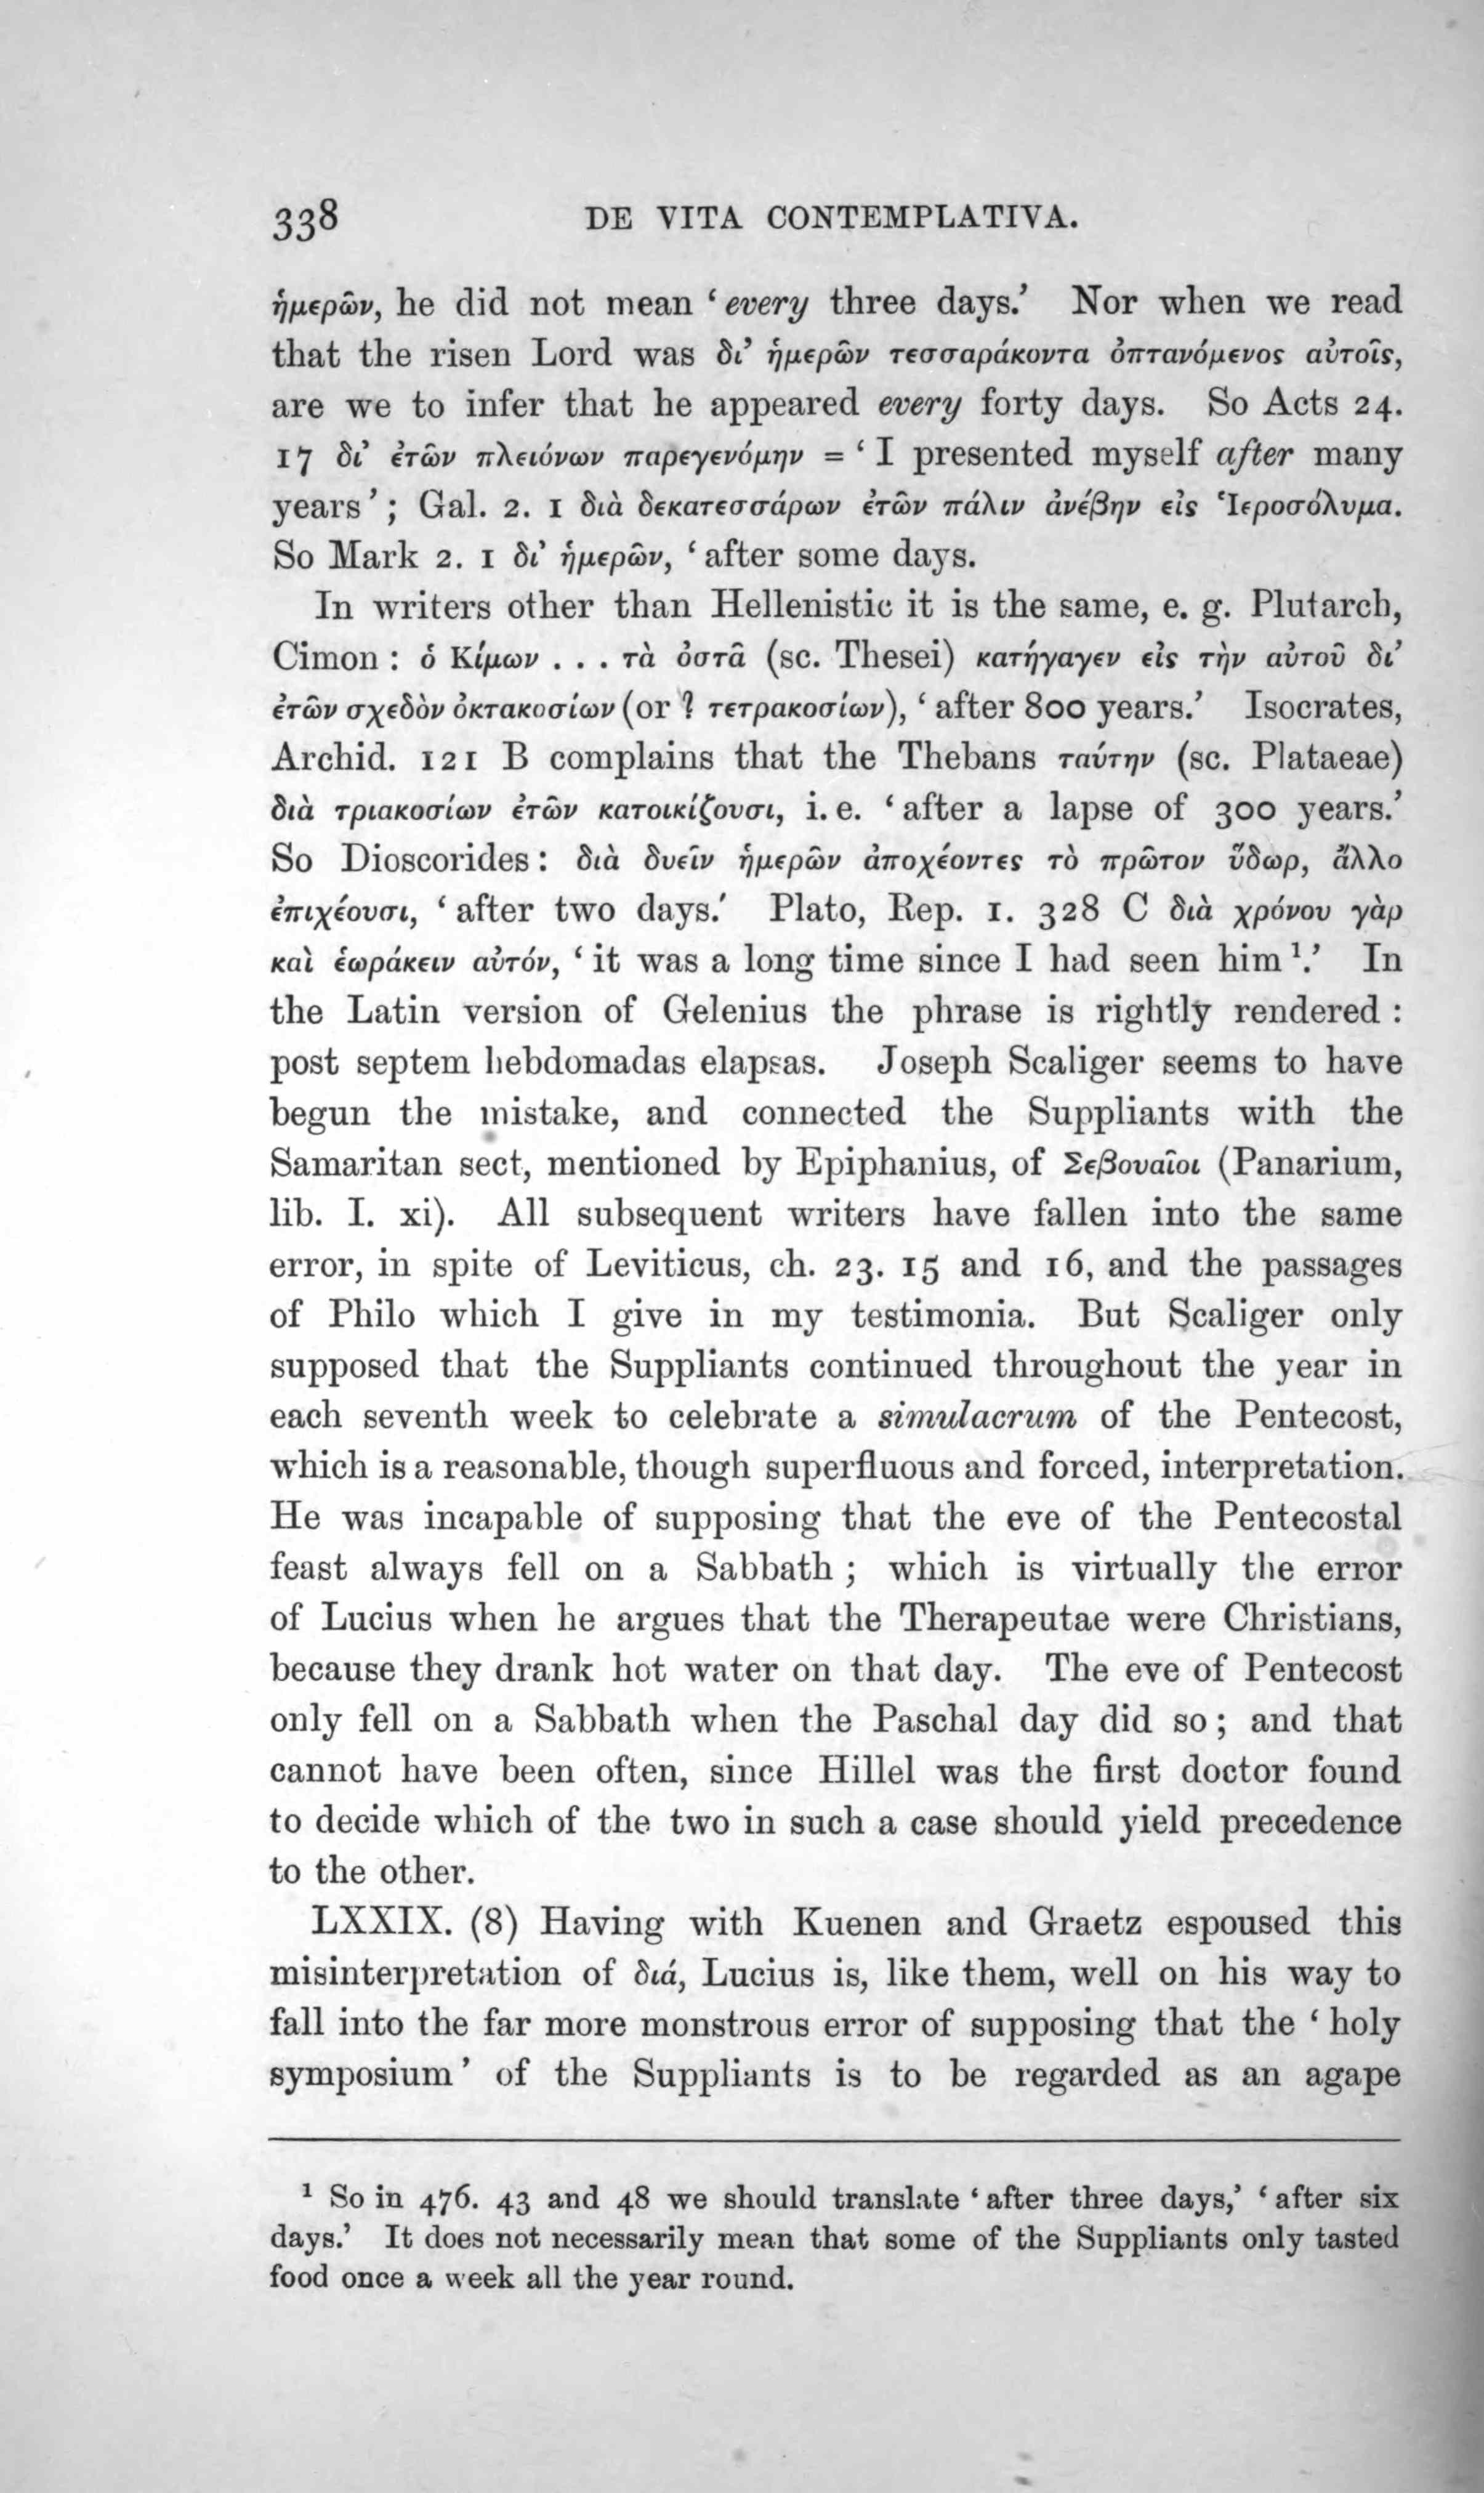 338 DE VITA CONTEMPLATIVA.
ἡμερῶν, he did not mean ‘every three days.’ Nor when we read
that the risen Lord was δι’ ἡμερῶν τεσσαράκοντα ὀπτανόμενος αὐτοῖς,
are we to infer that he appeared every forty days. So Acts 24.
17 δι’ ἐτῶν πλειόνων παρεγενόμην = ‘I presented myself after many
years’; Gal. 2. 1 διὰ δεκατεσσάρων ἐτῶν πάλιν ἀνέβην εἰς Ἱεροσόλυμα.
So Mark 2. 1 δι’ ἡμερῶν, ‘after some days.
In writers other than Hellenistic it is the same, e. g. Plutarch,
Cimon: ὁ Κίμων . . . τὰ ὀστᾶ (sc. Thesei) κατήγαγεν εἰς τὴν αὐτοῦ δι’
ἐτῶν σχεδὸν ὀκτακοσίων (or ? τετρακοσίων), ‘after 800 years.’ Isocrates,
Archid. 121 B complains that the Thebans ταύτην (sc. Plataeae)
διὰ τριακοσίων ἐτῶν κατοικίζουσι, i. e. ‘after a lapse of 300 years.’
So Dioscorides: διὰ δυεῖν ἡμερῶν ἀποχέοντες τὸ πρῶτον ὕδωρ, ἄλλο
ἐπιχέουσι, ‘after two days.’ Plato, Rep. 1. 328 C διὰ χρόνου γὰρ
καὶ ἑωράκειν αὐτόν, ‘it was a long time since I had seen him¹.’ In
the Latin version of Gelenius the phrase is rightly rendered:
post septem hebdomadas elapsas. Joseph Scaliger seems to have
begun the mistake, and connected the Suppliants with the
Samaritan sect, mentioned by Epiphanius, of Σεβουαῖοι (Panarium,
lib. I. xi). All subsequent writers have fallen into the same
error, in spite of Leviticus, ch. 23. 15 and 16, and the passages
of Philo which I give in my testimonia. But Scaliger only
supposed that the Suppliants continued throughout the year in
each seventh week to celebrate a simulacrum of the Pentecost,
which is a reasonable, though superfluous and forced, interpretation.
He was incapable of supposing that the eve of the Pentecostal
feast always fell on a Sabbath; which is virtually the error
of Lucius when he argues that the Therapeutae were Christians,
because they drank hot water on that day. The eve of Pentecost
only fell on a Sabbath when the Paschal day did so; and that
cannot have been often, since Hillel was the first doctor found
to decide which of the two in such a case should yield precedence
to the other.
LXXIX. (8) Having with Kuenen and Graetz espoused this
misinterpretation of διά, Lucius is, like them, well on his way to
fall into the far more monstrous error of supposing that the ‘holy
symposium’ of the Suppliants is to be regarded as an agape
¹ So in 476. 43 and 48 we should translate ‘after three days,’ ‘after six
days.’ It does not necessarily mean that some of the Suppliants only tasted
food once a week all the year round.